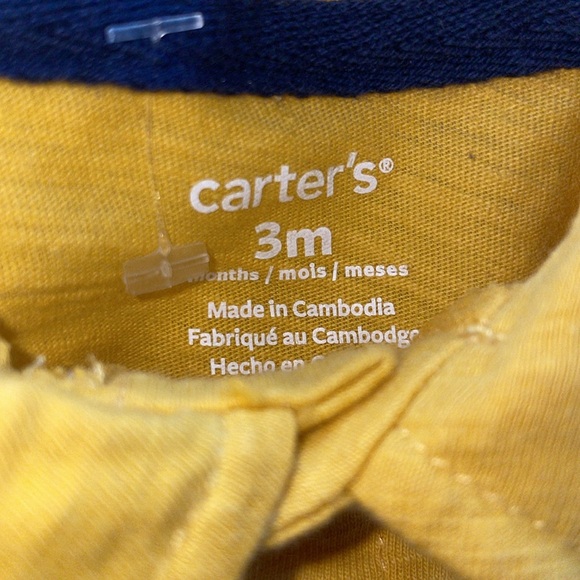 carter's®
3m
months / mois / meses
Made in Cambodia
Fabriqué au Cambodge
Hecho en